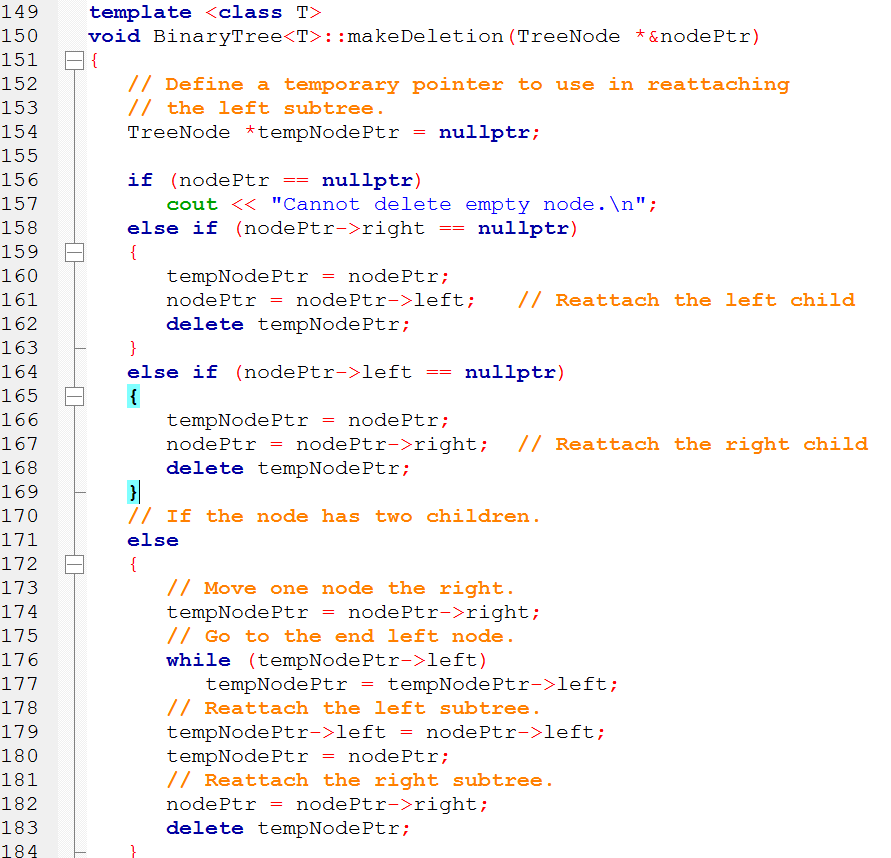 149 template <class T>
150 void BinaryTree<T>::makeDeletion(TreeNode *&nodePtr)
151 {
152    // Define a temporary pointer to use in reattaching
153    // the left subtree.
154    TreeNode *tempNodePtr = nullptr;
155
156    if (nodePtr == nullptr)
157       cout << "Cannot delete empty node.\n";
158    else if (nodePtr->right == nullptr)
159    {
160       tempNodePtr = nodePtr;
161       nodePtr = nodePtr->left;   // Reattach the left child
162       delete tempNodePtr;
163    }
164    else if (nodePtr->left == nullptr)
165    {
166       tempNodePtr = nodePtr;
167       nodePtr = nodePtr->right;  // Reattach the right child
168       delete tempNodePtr;
169    }
170    // If the node has two children.
171    else
172    {
173       // Move one node the right.
174       tempNodePtr = nodePtr->right;
175       // Go to the end left node.
176       while (tempNodePtr->left)
177          tempNodePtr = tempNodePtr->left;
178       // Reattach the left subtree.
179       tempNodePtr->left = nodePtr->left;
180       tempNodePtr = nodePtr;
181       // Reattach the right subtree.
182       nodePtr = nodePtr->right;
183       delete tempNodePtr;
184    }